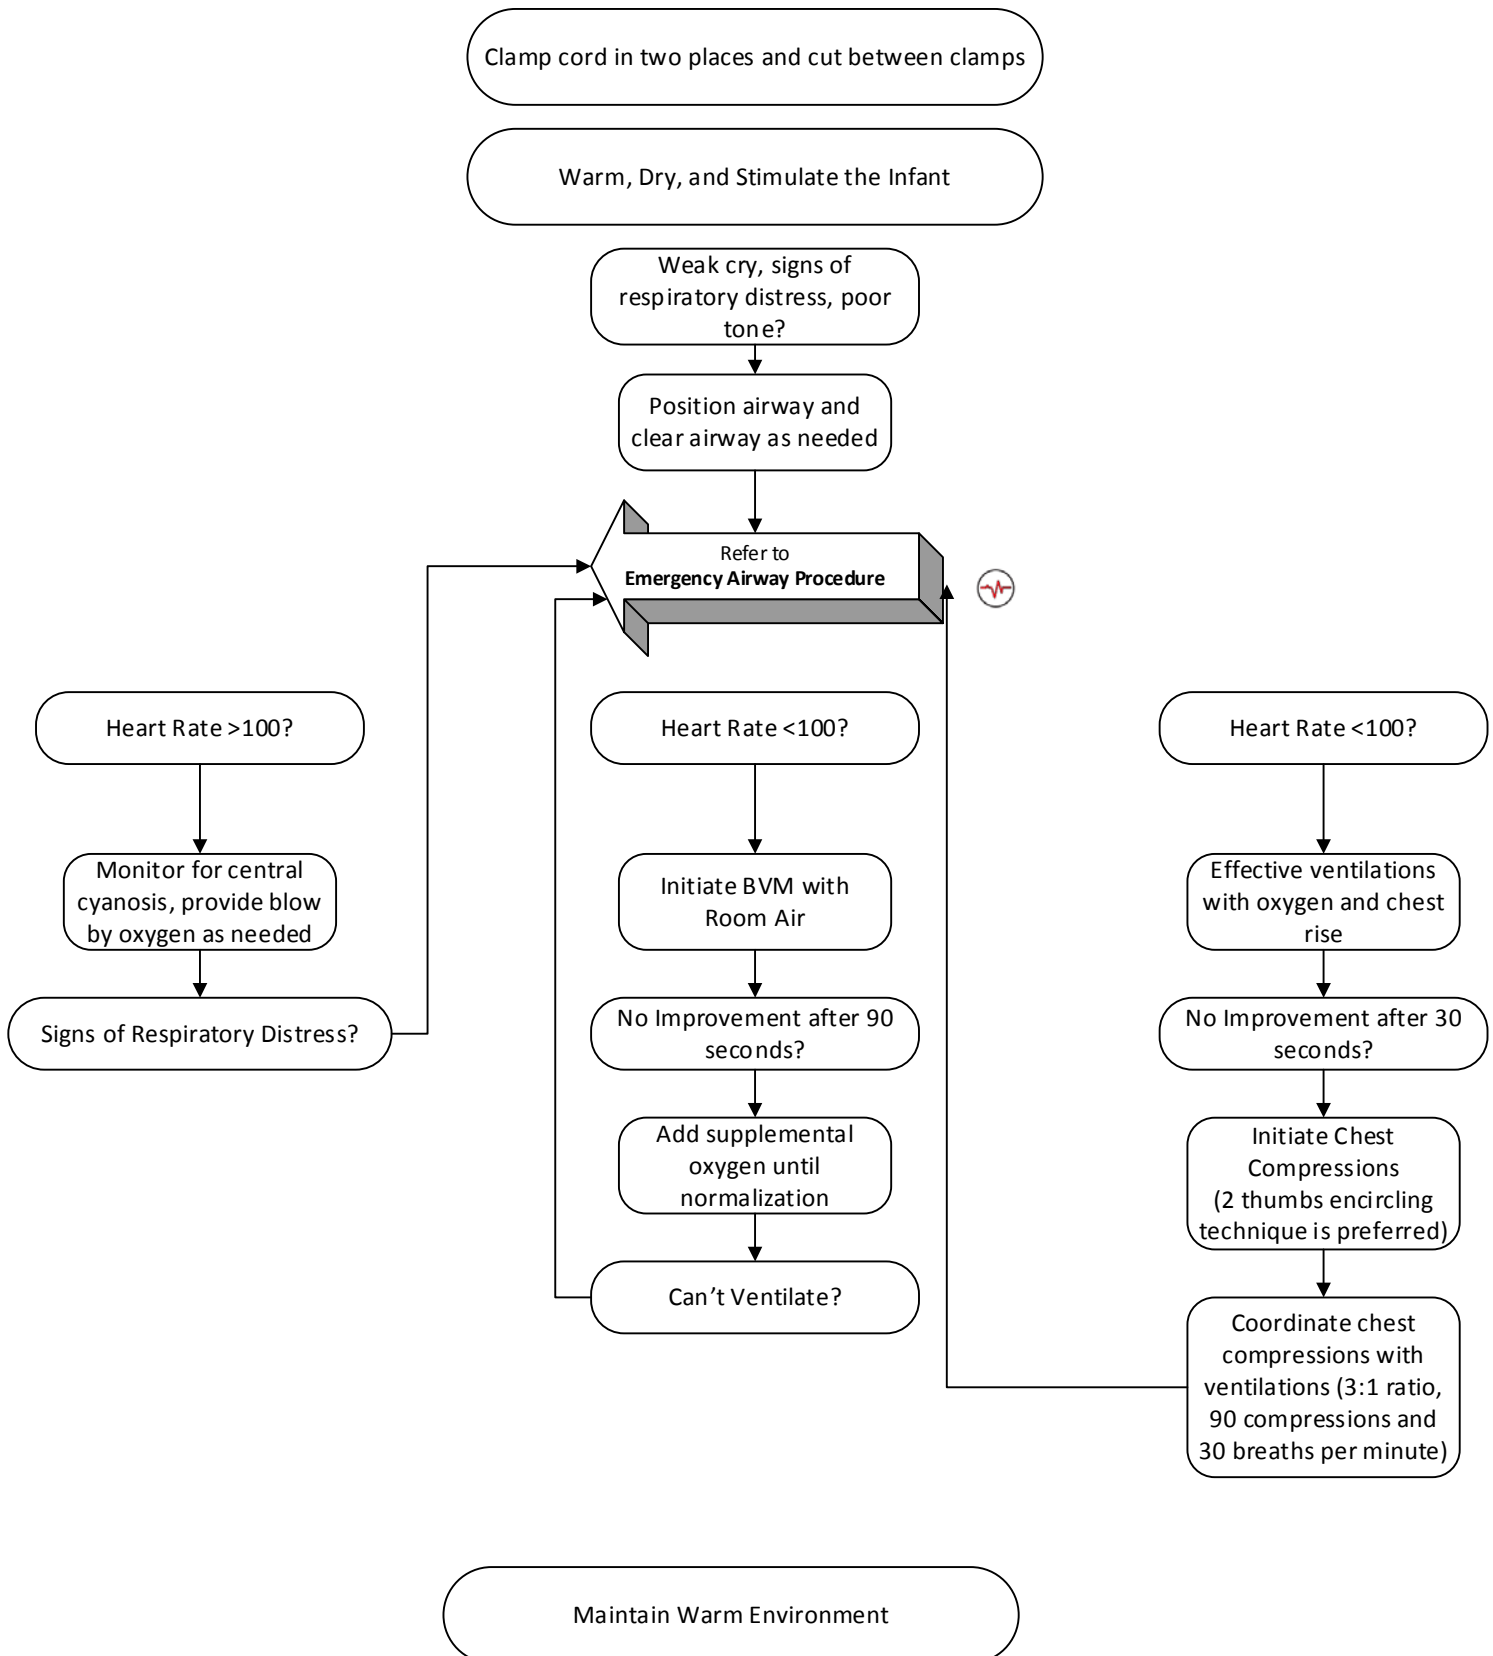 Clamp cord in two places and cut between clamps
Warm, Dry, and Stimulate the Infant
Weak cry, signs of
respiratory distress, poor
tone?
Position airway and
clear airway as needed
Refer to
Emergency Airway Procedure
Heart Rate >100?
Monitor for central
cyanosis, provide blow
by oxygen as needed
Signs of Respiratory Distress?
Heart Rate <100?
Initiate BVM with
Room Air
No Improvement after 90
seconds?
Add supplemental
oxygen until
normalization
Can’t Ventilate?
Heart Rate <100?
Effective ventilations
with oxygen and chest
rise
No Improvement after 30
seconds?
Initiate Chest
Compressions
(2 thumbs encircling
technique is preferred)
Coordinate chest
compressions with
ventilations (3:1 ratio,
90 compressions and
30 breaths per minute)
Maintain Warm Environment